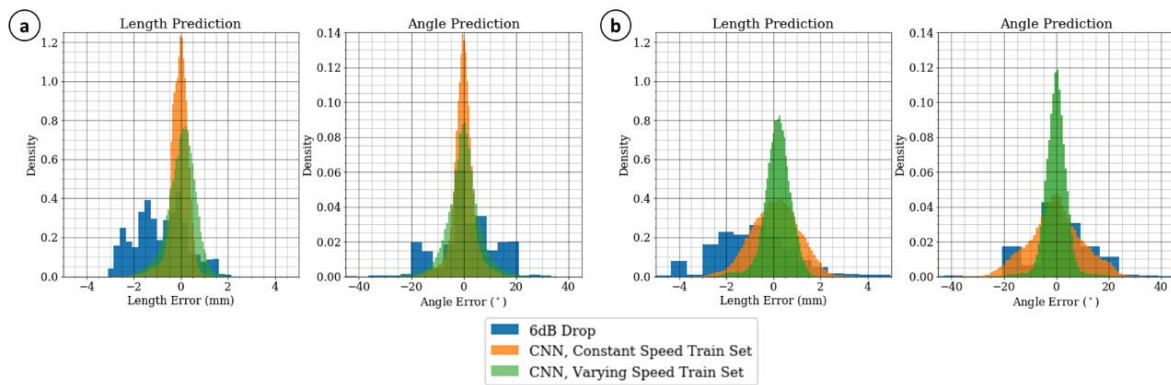 a
Length Prediction
1.2
1.0
0.8
0.6
0.4
0.2
0.0
Density
−4 −2 0 2 4
Length Error (mm)
Angle Prediction
0.14
0.12
0.10
0.08
0.06
0.04
0.02
0.00
Density
−40 −20 0 20 40
Angle Error (°)
b
Length Prediction
1.2
1.0
0.8
0.6
0.4
0.2
0.0
Density
−4 −2 0 2 4
Length Error (mm)
Angle Prediction
0.14
0.12
0.10
0.08
0.06
0.04
0.02
0.00
Density
−40 −20 0 20 40
Angle Error (°)
6dB Drop
CNN, Constant Speed Train Set
CNN, Varying Speed Train Set